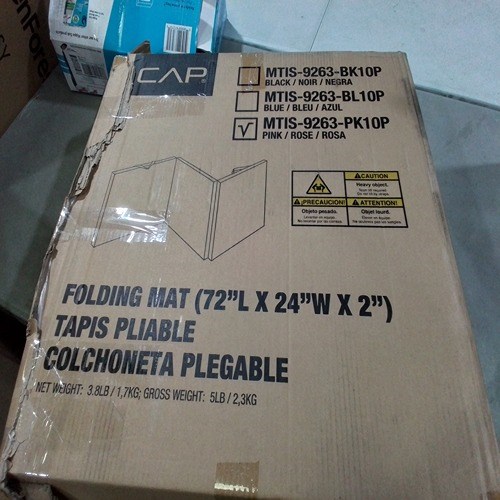 CAP
MTIS-9263-BK10P
BLACK / NOIR / NEGRA
MTIS-9263-BL10P
BLUE / BLEU / AZUL
MTIS-9263-PK10P
PINK / ROSE / ROSA
CAUTION
Heavy object.
¡PRECAUCION!
Objeto pesado.
ATTENTION!
Objet lourd.
FOLDING MAT (72”L X 24”W X 2”)
TAPIS PLIABLE
COLCHONETA PLEGABLE
NET WEIGHT: 3.8LB / 1,7KG; GROSS WEIGHT: 5LB / 2,3KG